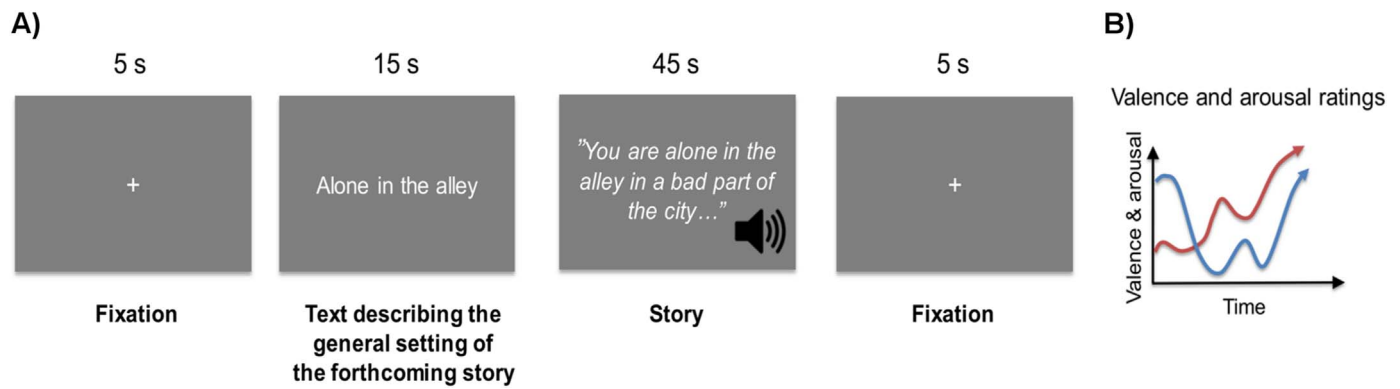 A)
5 s
15 s
45 s
5 s
+
Alone in the alley
”You are alone in the
alley in a bad part of
the city…”
+
Fixation
Text describing the
general setting of
the forthcoming story
Story
Fixation
B)
Valence and arousal ratings
Valence & arousal
Time